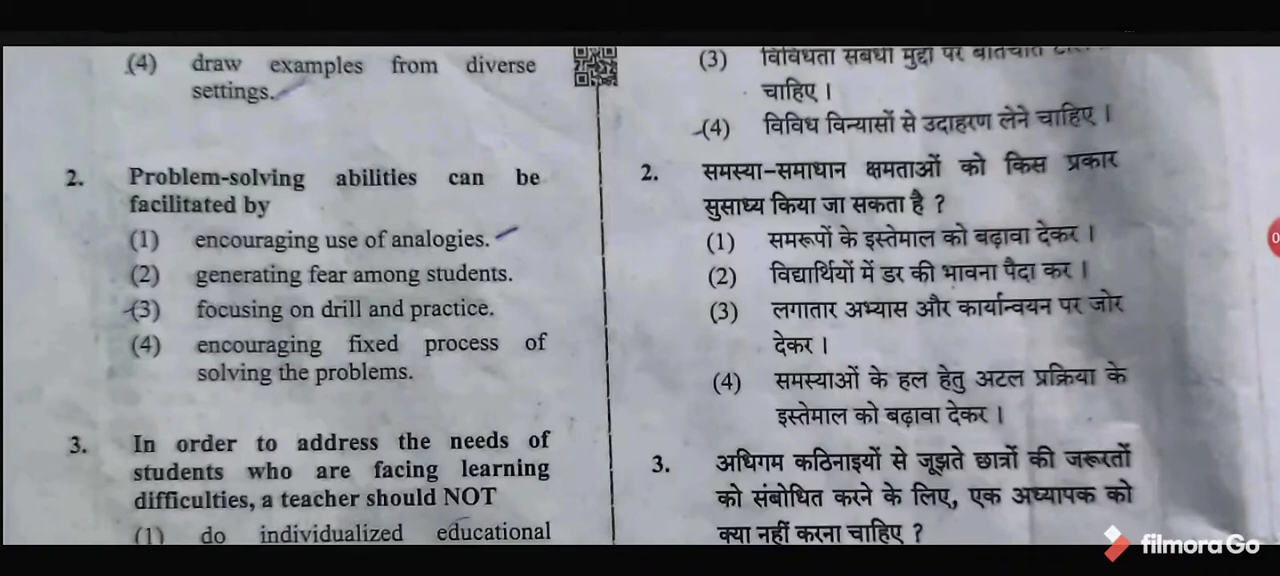 (4) draw examples from diverse
settings.
2. Problem-solving abilities can be
facilitated by
(1) encouraging use of analogies.
(2) generating fear among students.
(3) focusing on drill and practice.
(4) encouraging fixed process of
solving the problems.
3. In order to address the needs of
students who are facing learning
difficulties, a teacher should NOT
(1) do individualized educational
(3) विविधता संबंधी मुद्दों पर बातचीत
चाहिए ।
(4) विविध विन्यासों से उदाहरण लेने चाहिए ।
2. समस्या-समाधान क्षमताओं को किस प्रकार
सुसाध्य किया जा सकता है ?
(1) समरूपों के इस्तेमाल को बढ़ावा देकर ।
(2) विद्यार्थियों में डर की भावना पैदा कर ।
(3) लगातार अभ्यास और कार्यान्वयन पर जोर
देकर ।
(4) समस्याओं के हल हेतु अटल प्रक्रिया के
इस्तेमाल को बढ़ावा देकर ।
3. अधिगम कठिनाइयों से जूझते छात्रों की जरूरतों
को संबोधित करने के लिए, एक अध्यापक को
क्या नहीं करना चाहिए ?
filmoraGo